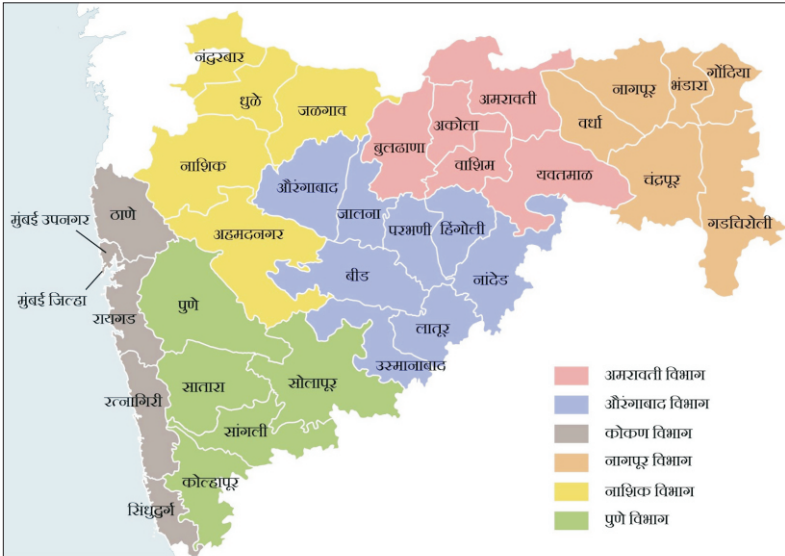 नंदुरबार
धुळे
जळगाव
नाशिक
अहमदनगर
अमरावती
अकोला
बुलढाणा
वाशिम
यवतमाळ
नागपूर
भंडारा
गोंदिया
वर्धा
चंद्रपूर
गडचिरोली
औरंगाबाद
जालना
परभणी
हिंगोली
बीड
नांदेड
लातूर
उस्मानाबाद
ठाणे
मुंबई उपनगर
मुंबई जिल्हा
रायगड
रत्नागिरी
सिंधुदुर्ग
पुणे
सातारा
सोलापूर
सांगली
कोल्हापूर
अमरावती विभाग
औरंगाबाद विभाग
कोकण विभाग
नागपूर विभाग
नाशिक विभाग
पुणे विभाग